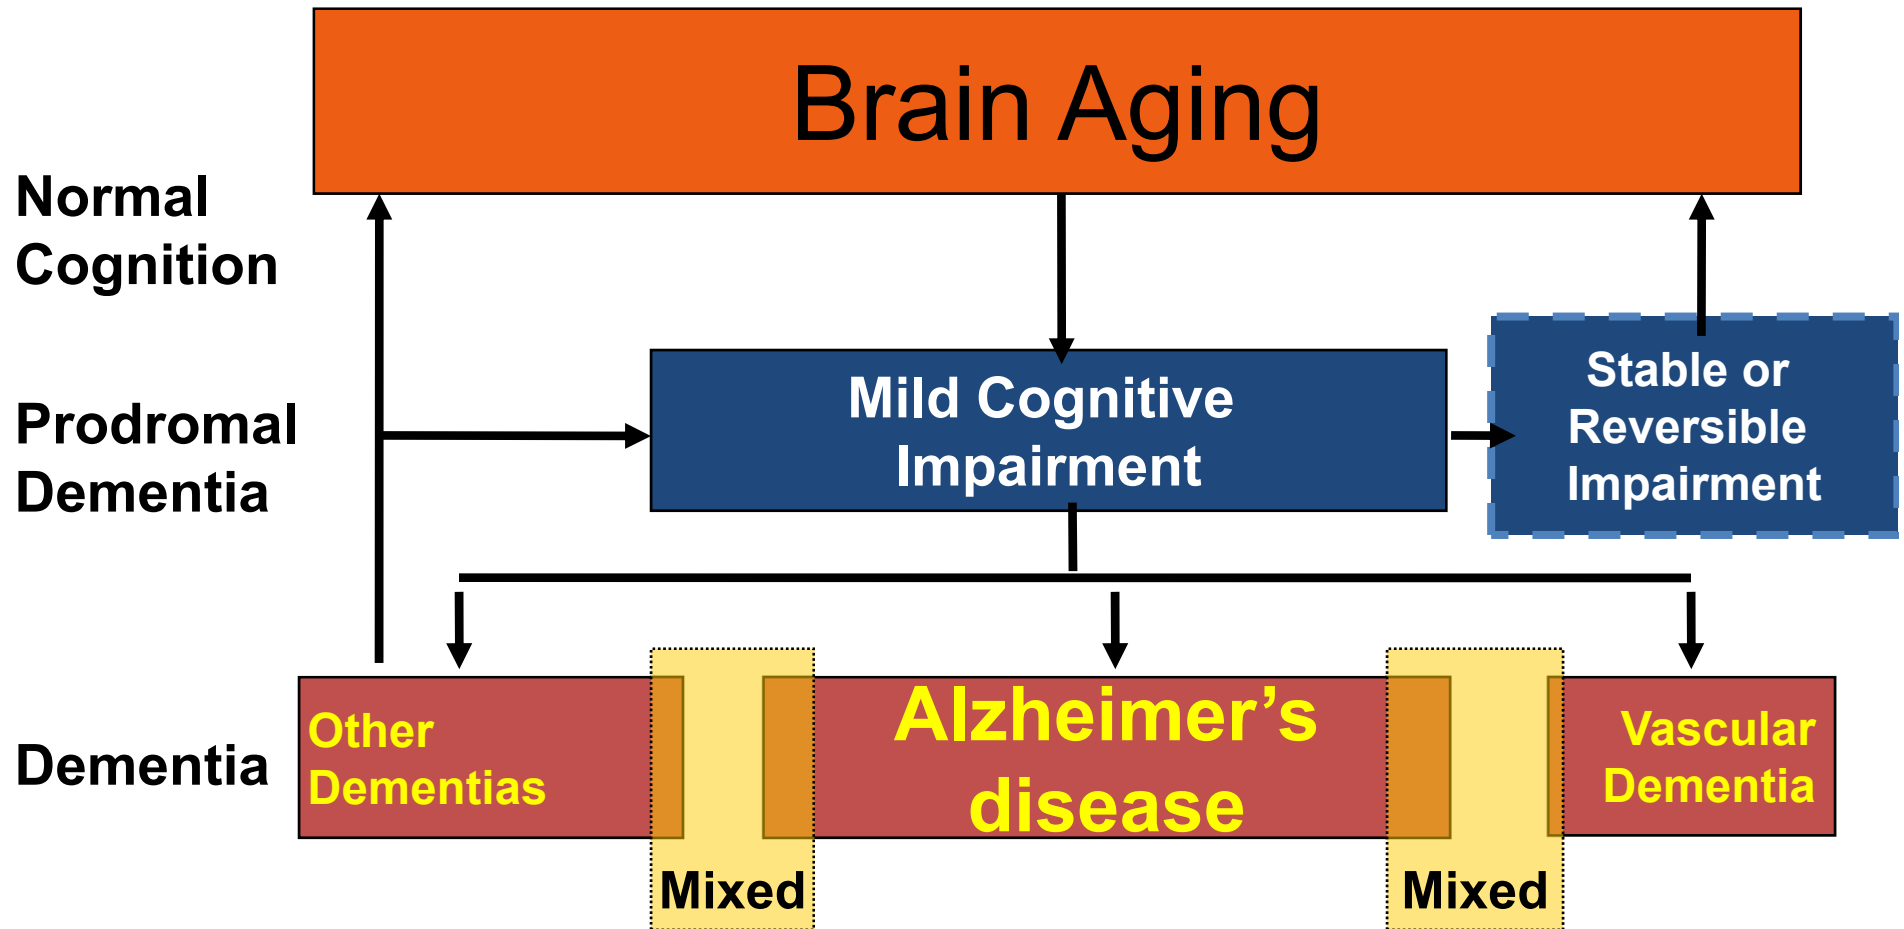 Brain Aging
Normal
Cognition
Mild Cognitive
Impairment
Stable or
Reversible
Impairment
Prodromal
Dementia
Other
Dementias
Alzheimer’s
disease
Vascular
Dementia
Dementia
Mixed
Mixed